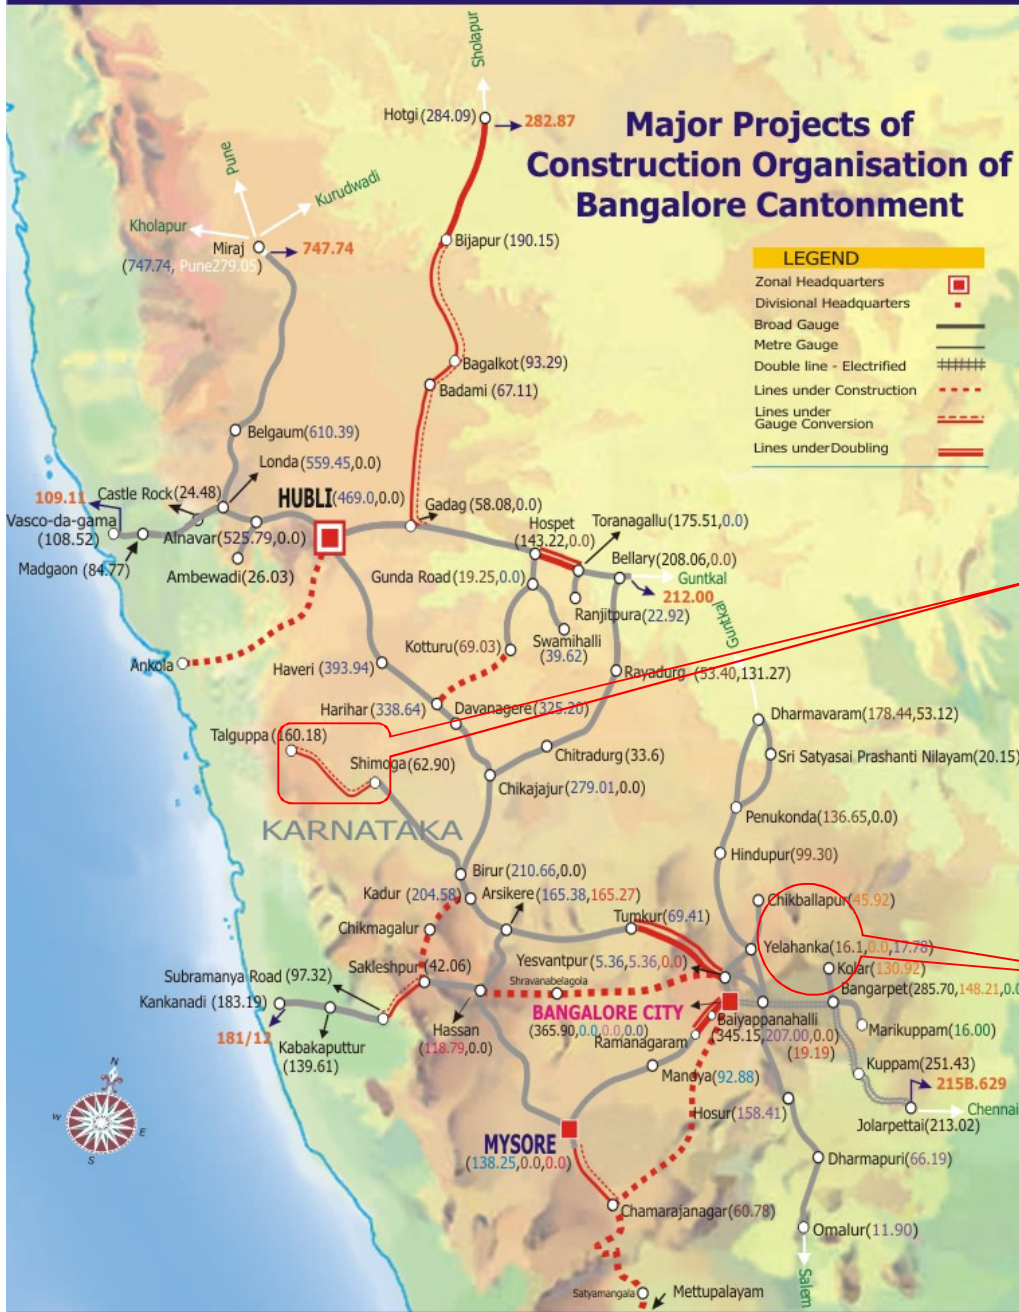 Sholapur
Hotgi (284.09)
282.87
Major Projects of
Construction Organisation of
Bangalore Cantonment
Pune
Kurudwadi
Kholapur
Miraj
747.74
(747.74, Pune279.05)
Bijapur (190.15)
LEGEND
Zonal Headquarters
Divisional Headquarters
Broad Gauge
Metre Gauge
Double line - Electrified
Lines under Construction
Lines under
Gauge Conversion
Lines underDoubling
Bagalkot(93.29)
Badami (67.11)
Belgaum(610.39)
Londa (559.45,0.0)
109.11
Castle Rock(24.48)
HUBLI(469.0,0.0)
Gadag (58.08,0.0)
Vasco-da-gama
(108.52)
Alnavar(525.79,0.0)
Hospet
(143.22,0.0)
Toranagallu(175.51,0.0)
Madgaon (84.77)
Ambewadi(26.03)
Gunda Road (19.25,0.0)
Bellary(208.06,0.0)
Guntkal
212.00
Ranjitpura(22.92)
Guntkal
Swamihalli
(39.62)
Kotturu(69.03)
Ankola
Haveri (393.94)
Rayadurg (53.40,131.27)
Harihar (338.64)
Davanagere(325.20)
Dharmavaram(178.44,53.12)
Talguppa(160.18)
Shimoga(62.90)
Chitradurg (33.6)
Sri Satyasai Prashanti Nilayam(20.15)
Chikajajur(279.01,0.0)
KARNATAKA
Penukonda(136.65,0.0)
Hindupur(99.30)
Birur(210.66,0.0)
Kadur (204.58)
Arsikere(165.38,165.27)
Chikballapur(45.92)
Chikmagalur
Tumkur(69.41)
Yelahanka(16.1,0.0,17.78)
Yesvantpur (5.36,5.36,0.0)
Kolar(130.92)
Subramanya Road (97.32)
Sakleshpur(42.06)
Shravanabelagola
Bangarpet(285.70,148.21,0.0
Kankanadi (183.19)
BANGALORE CITY
(365.90,0.0,0.0,0.0)
Baiyappanahalli
(345.15,207.00,0.0)
(19.19)
181/12
Kabakaputtur
(139.61)
Hassan
(118.79,0.0)
Ramanagaram
Marikuppam(16.00)
Mandya(92.88)
Kuppam(251.43)
215B.629
Chennai
Hosur(158.41)
Jolarpettai(213.02)
N
W
E
S
MYSORE
(138.25,0.0,0.0)
Dharmapuri(66.19)
Chamarajanagar(60.78)
Omalur(11.90)
Salem
Satyamangala
Mettupalayam